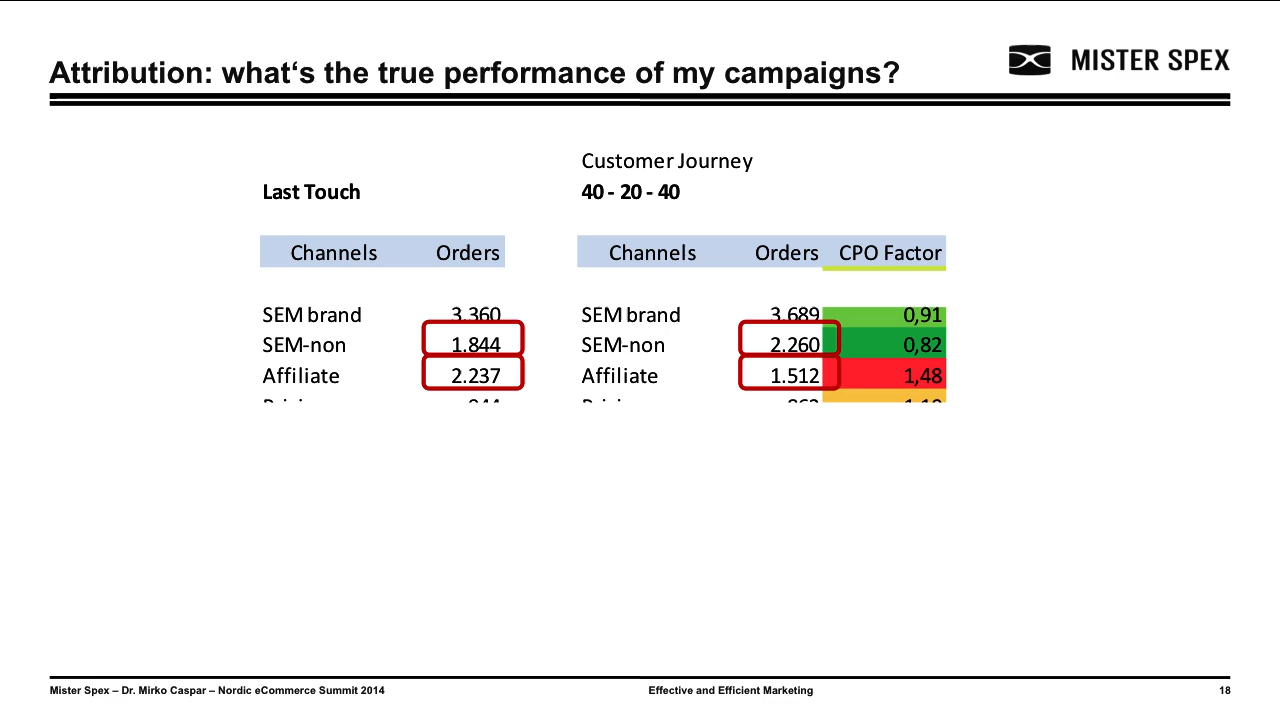 Attribution: what‘s the true performance of my campaigns?
MISTER SPEX
Customer Journey
Last Touch
40 - 20 - 40
Channels Orders
Channels Orders CPO Factor
SEM brand 3.360
SEM brand 3.689 0,91
SEM-non 1.844
SEM-non 2.260 0,82
Affiliate 2.237
Affiliate 1.512 1,48
Mister Spex – Dr. Mirko Caspar – Nordic eCommerce Summit 2014
Effective and Efficient Marketing
18